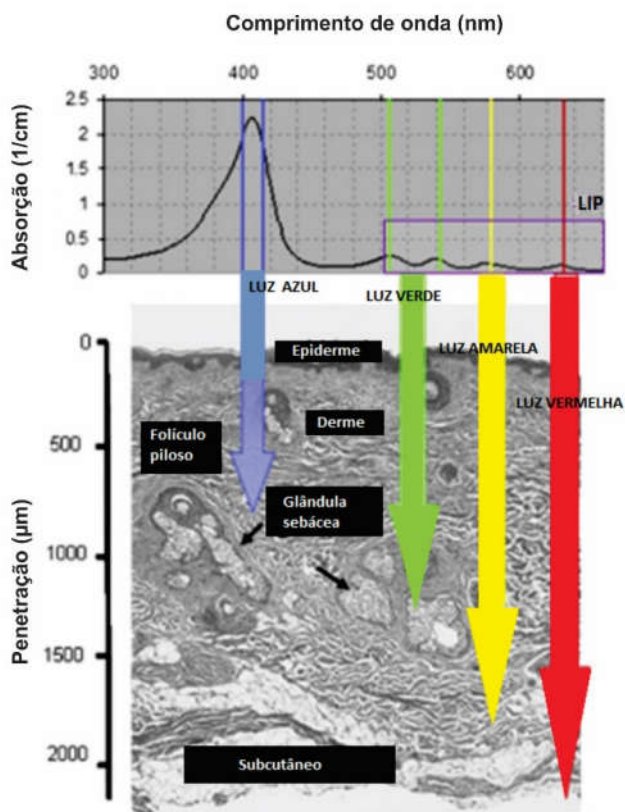 Comprimento de onda (nm)
300 400 500 600
Absorção (1/cm)
2.5
2
1.5
1
0.5
0
LIP
LUZ AZUL
LUZ VERDE
LUZ AMARELA
LUZ VERMELHA
Penetração (µm)
0
500
1000
1500
2000
Epiderme
Derme
Folículo
piloso
Glândula
sebácea
Subcutâneo